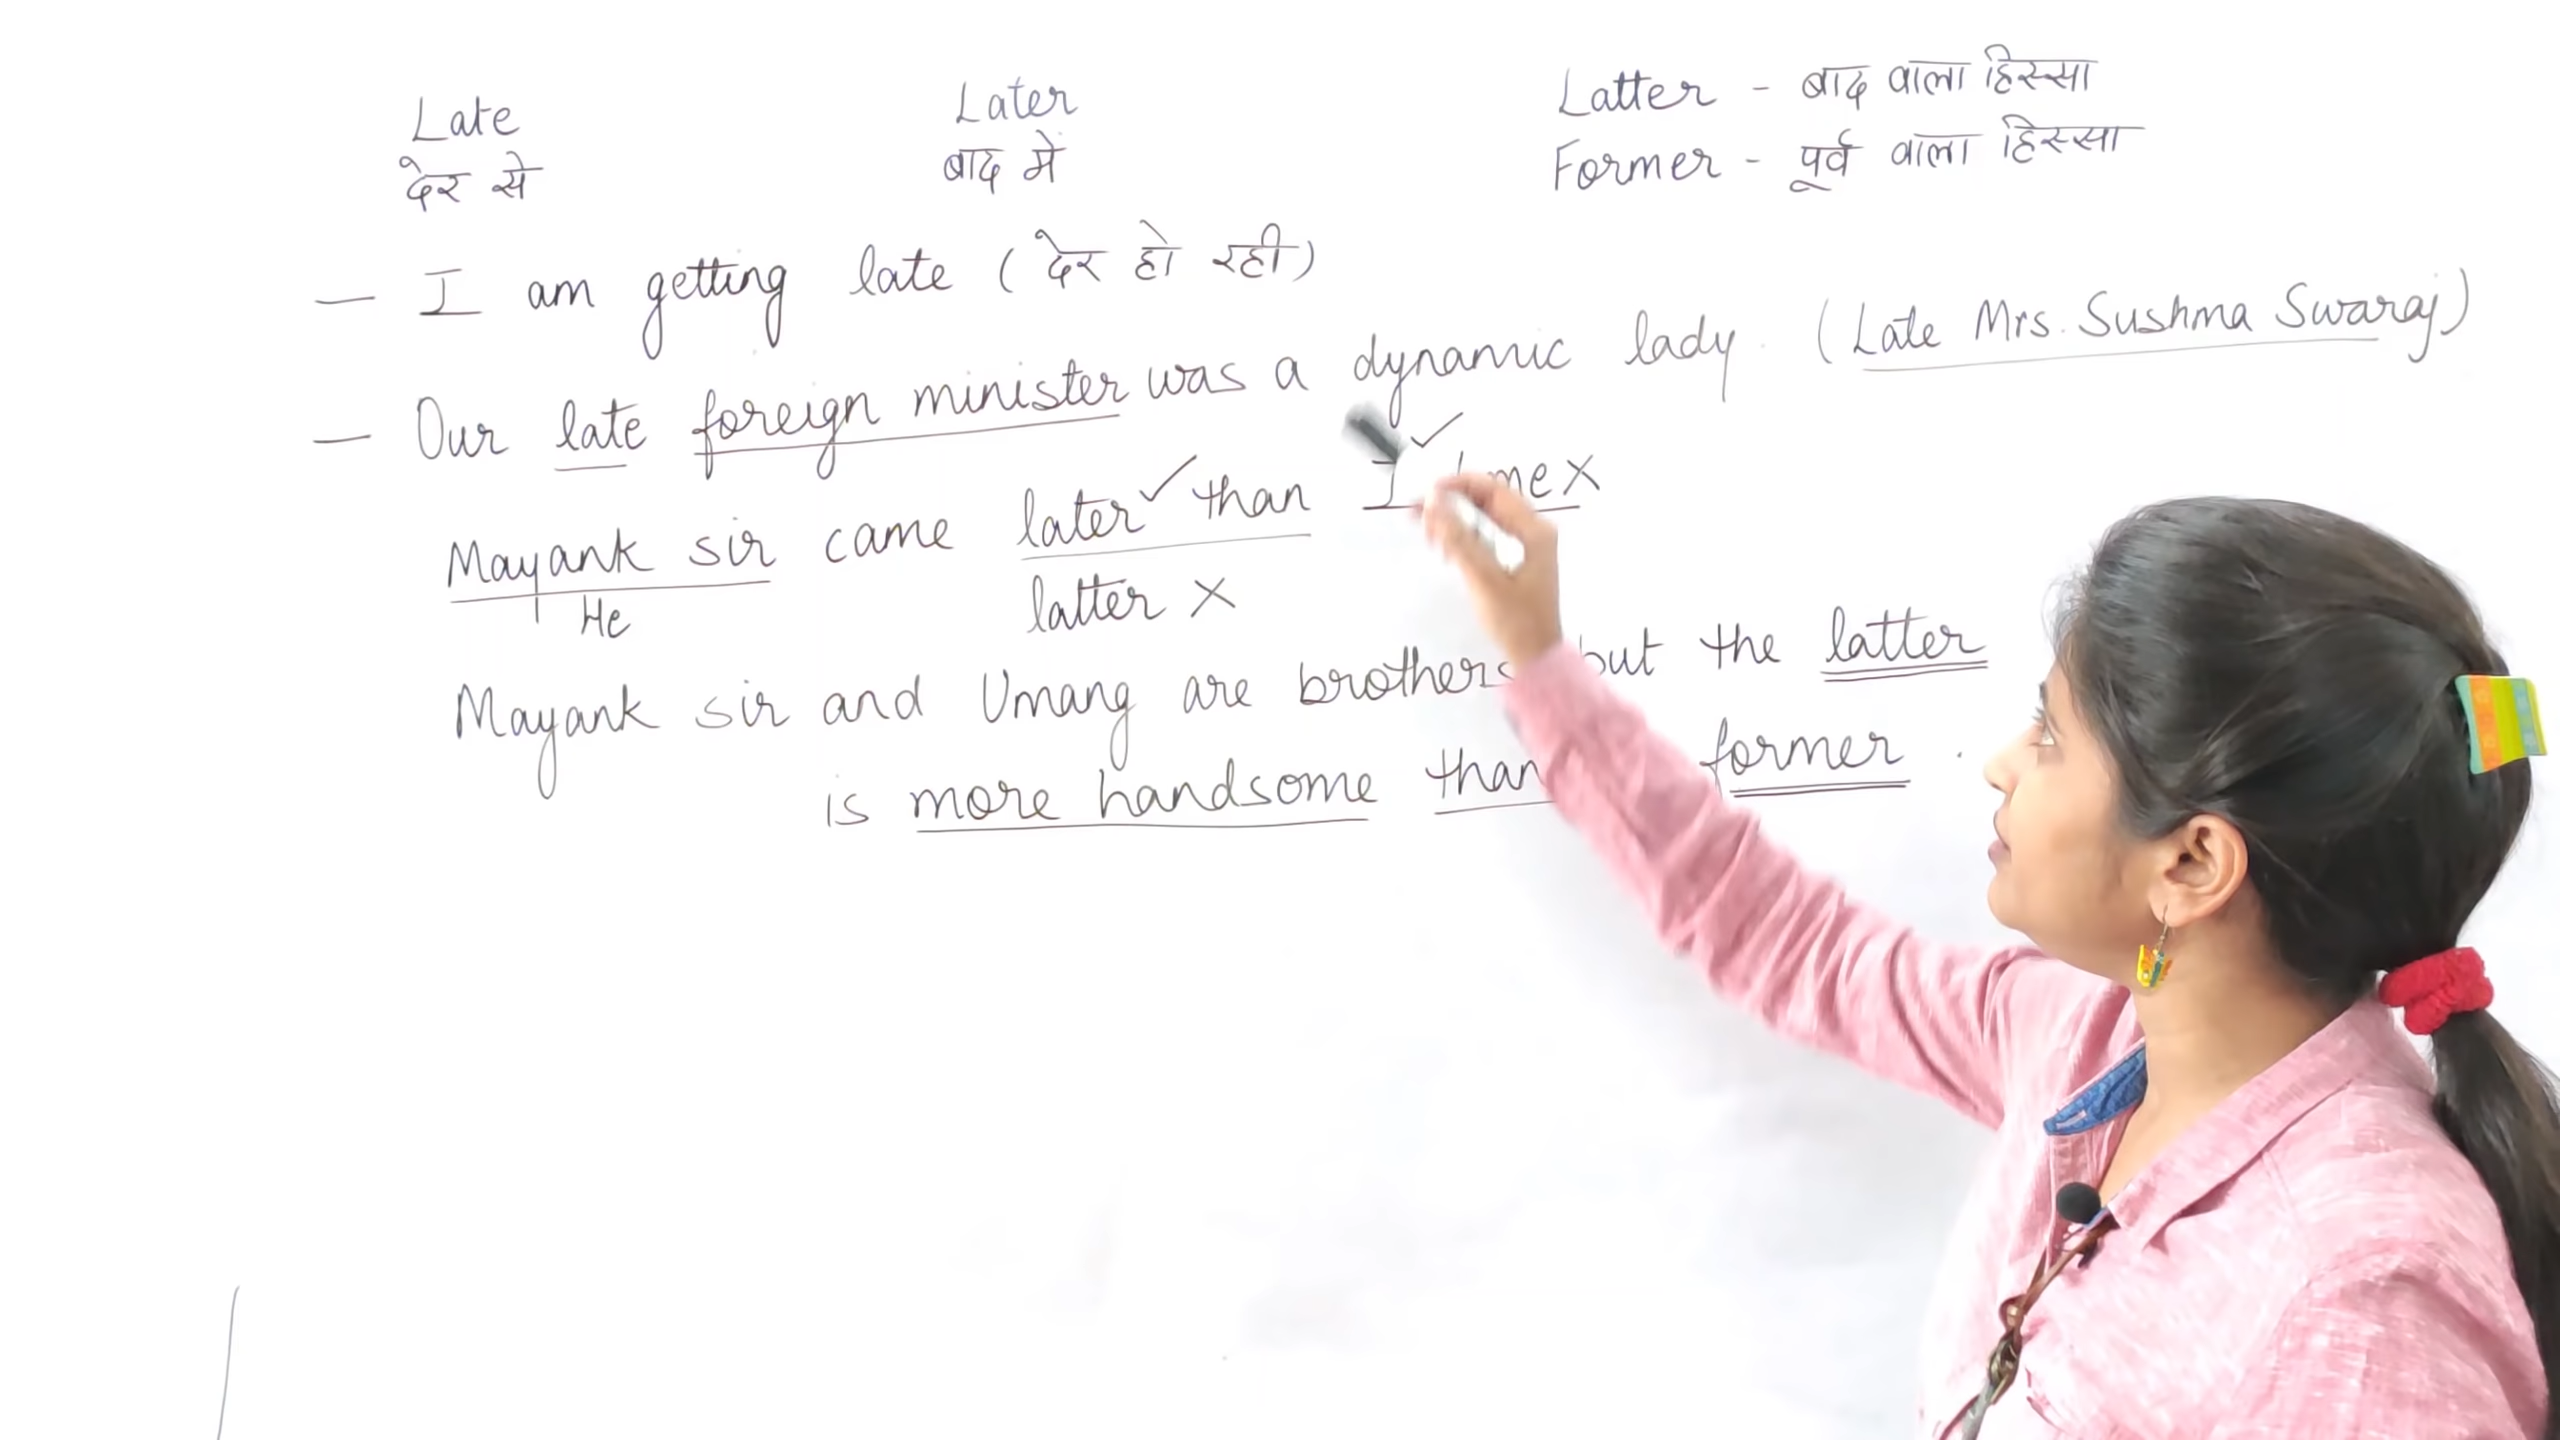 Late
देर से
Later
बाद में
Latter - बाद वाला हिस्सा
Former - पूर्व वाला हिस्सा
— I am getting late (देर हो रही)
— Our late foreign minister was a dynamic lady. (Late Mrs. Sushma Swaraj)
Mayank sir came later ✓ than I ✓ / me X
He
latter X
Mayank sir and Umang are brothers but the latter
is more handsome than former.